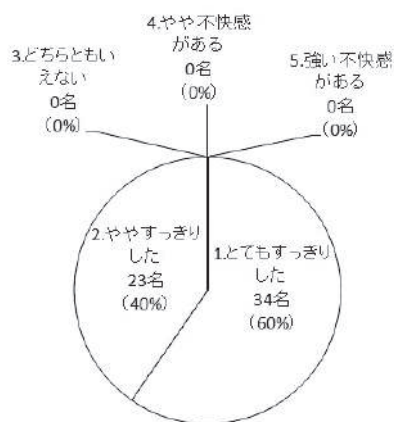 4.やや不快感
がある
0名
(0%)
3.どちらともい
えない
0名
(0%)
5.強い不快感
がある
0名
(0%)
2.ややすっきり
した
23名
(40%)
1.とてもすっきり
した
34名
(60%)